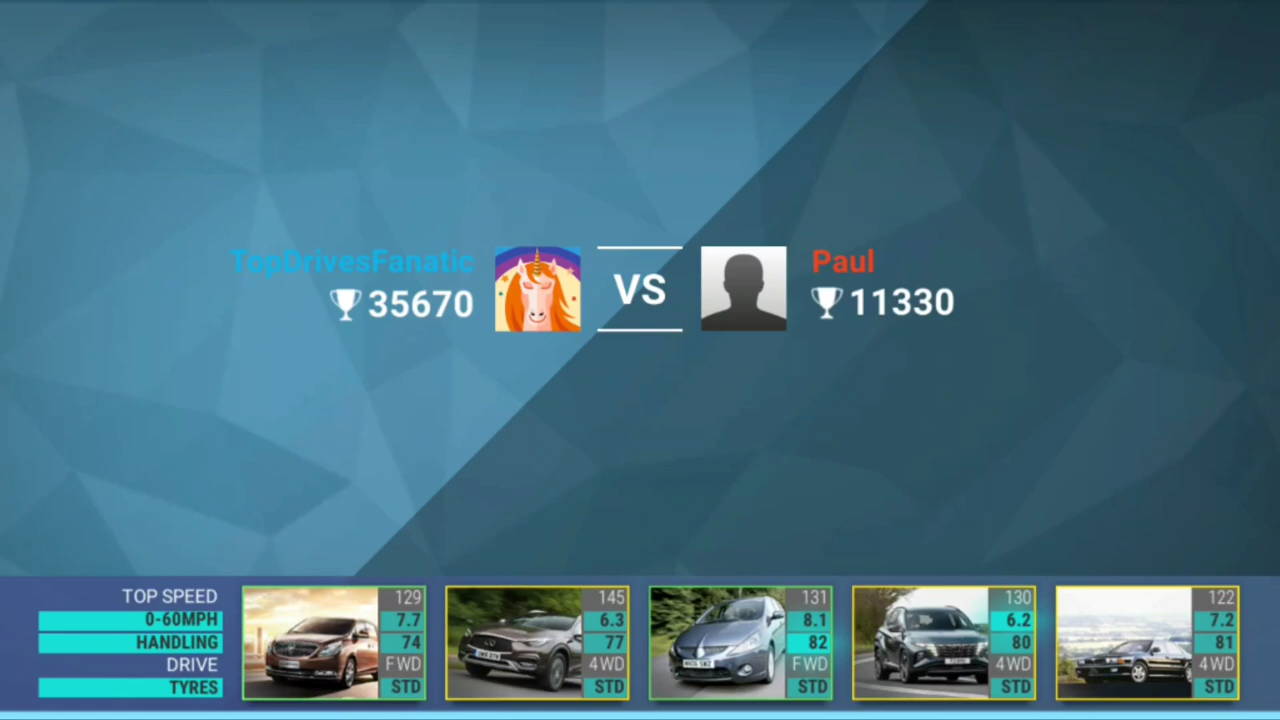 TopDrivesFanatic
35670
VS
Paul
11330
TOP SPEED
0-60MPH
HANDLING
DRIVE
TYRES
129
7.7
74
FWD
STD
145
6.3
77
4WD
STD
131
8.1
82
FWD
STD
130
6.2
80
4WD
STD
122
7.2
81
4WD
STD